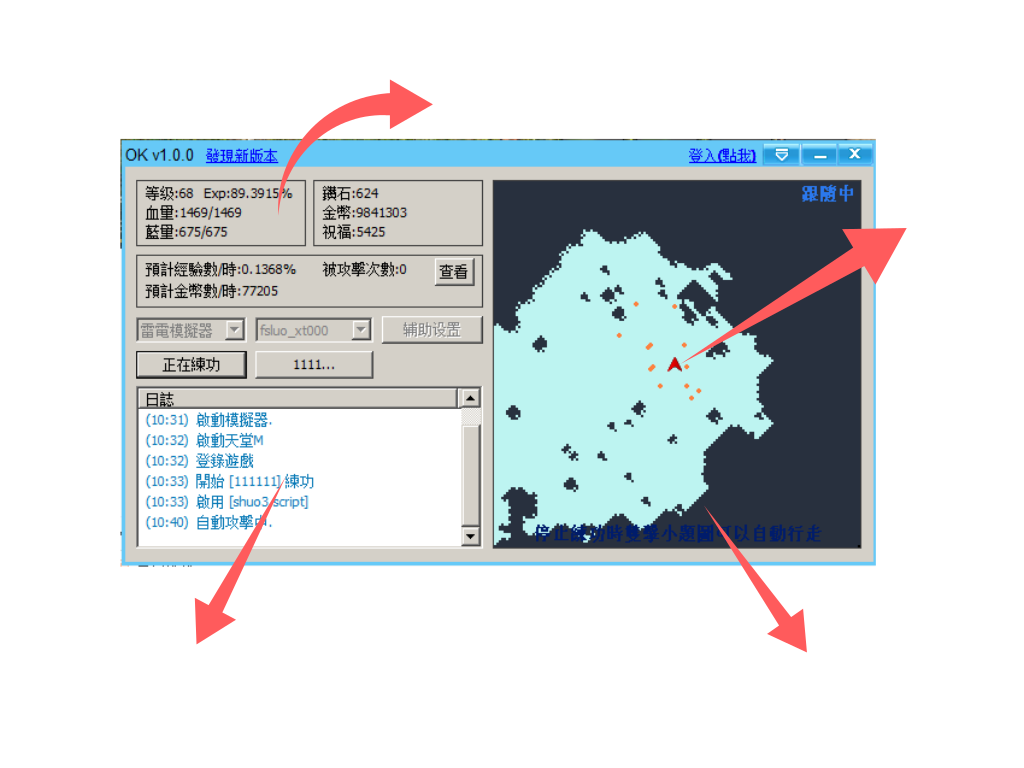 OK v1.0.0 發現新版本 登入(點我)
等级:68 Exp:89.3915%
血量:1469/1469
藍量:675/675
鑽石:624
金幣:9841303
祝福:5425
預計經驗數/時:0.1368% 被攻擊次數:0 查看
預計金幣數/時:77205
雷電模擬器 fsluo_xt000 辅助设置
正在練功 1111...
日誌
(10:31) 啟動模擬器.
(10:32) 啟動天堂M
(10:32) 登錄遊戲
(10:33) 開始 [111111] 練功
(10:33) 啟用 [shuo3 script]
(10:40) 自動攻擊中.
跟隨中
停止練功時雙擊小題圖可以自動行走